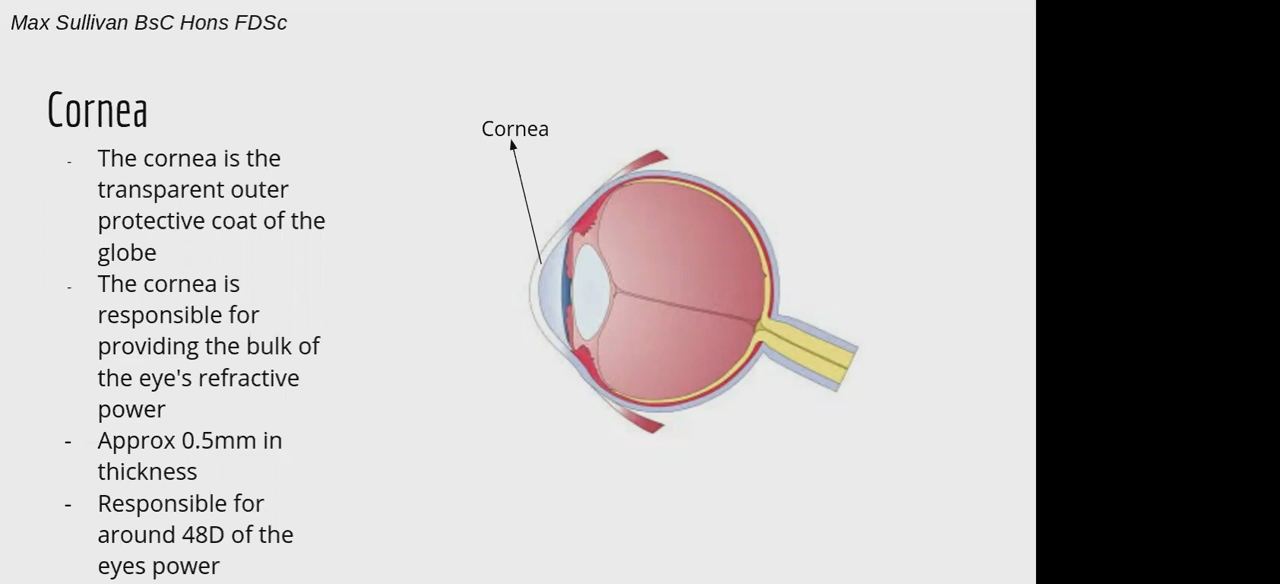 Max Sullivan BsC Hons FDSc
Cornea
Cornea
- The cornea is the
transparent outer
protective coat of the
globe
- The cornea is
responsible for
providing the bulk of
the eye's refractive
power
- Approx 0.5mm in
thickness
- Responsible for
around 48D of the
eyes power